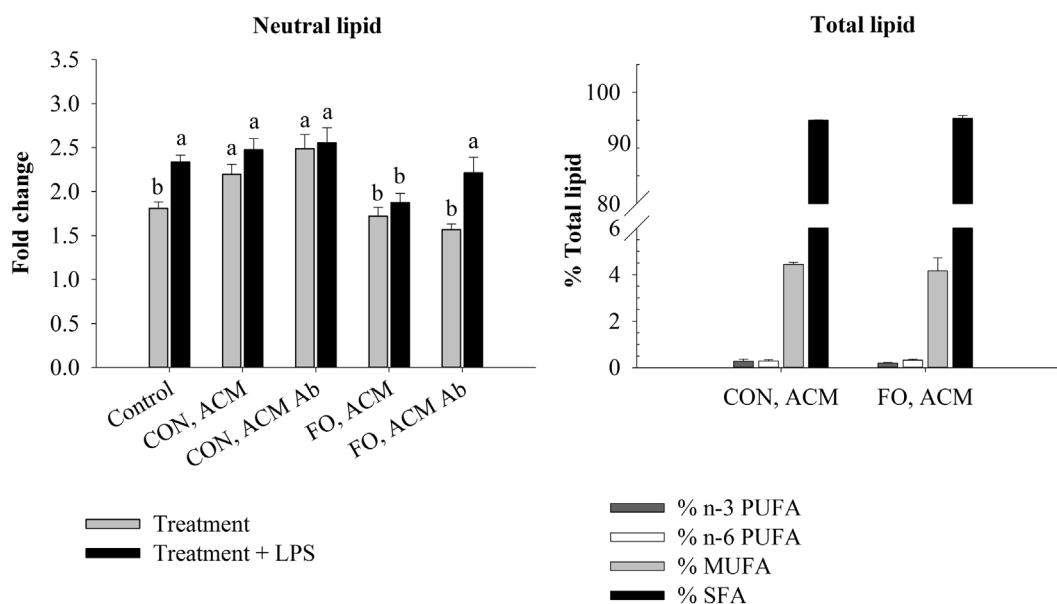 Neutral lipid
Fold change
3.5
3.0
2.5
2.0
1.5
1.0
0.5
0.0
b a a a a a b b b a
Control
CON, ACM
CON, ACM Ab
FO, ACM
FO, ACM Ab
Treatment
Treatment + LPS
Total lipid
% Total lipid
100
90
80
6
4
2
0
CON, ACM
FO, ACM
% n-3 PUFA
% n-6 PUFA
% MUFA
% SFA